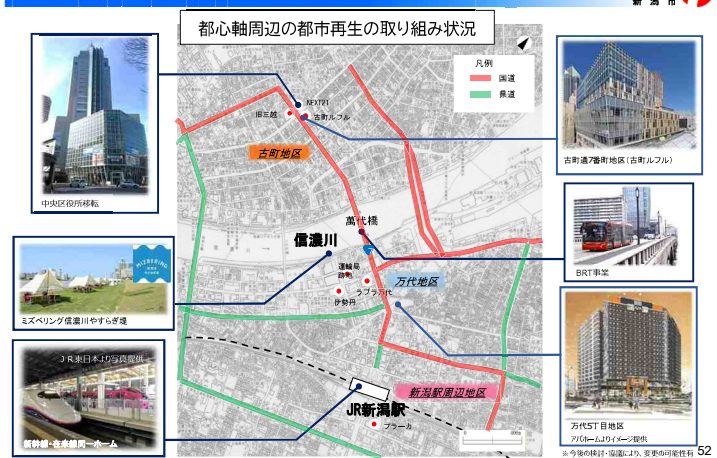 新潟市
都心軸周辺の都市再生の取り組み状況
凡例
国道
県道
NEXT21
旧三越
古町ルフル
古町地区
中央区役所移転
古町通7番町地区(古町ルフル)
萬代橋
信濃川
運輸局
跡地
ラブラ万代
伊勢丹
万代地区
BRT事業
MIZBERING
ミズベリング信濃川やすらぎ堤
JR東日本より写真提供
新幹線・在来線同一ホーム
新潟駅周辺地区
JR新潟駅
プラーカ
万代5丁目地区
アパホームよりイメージ提供
※今後の検討・協議により、変更の可能性有
52